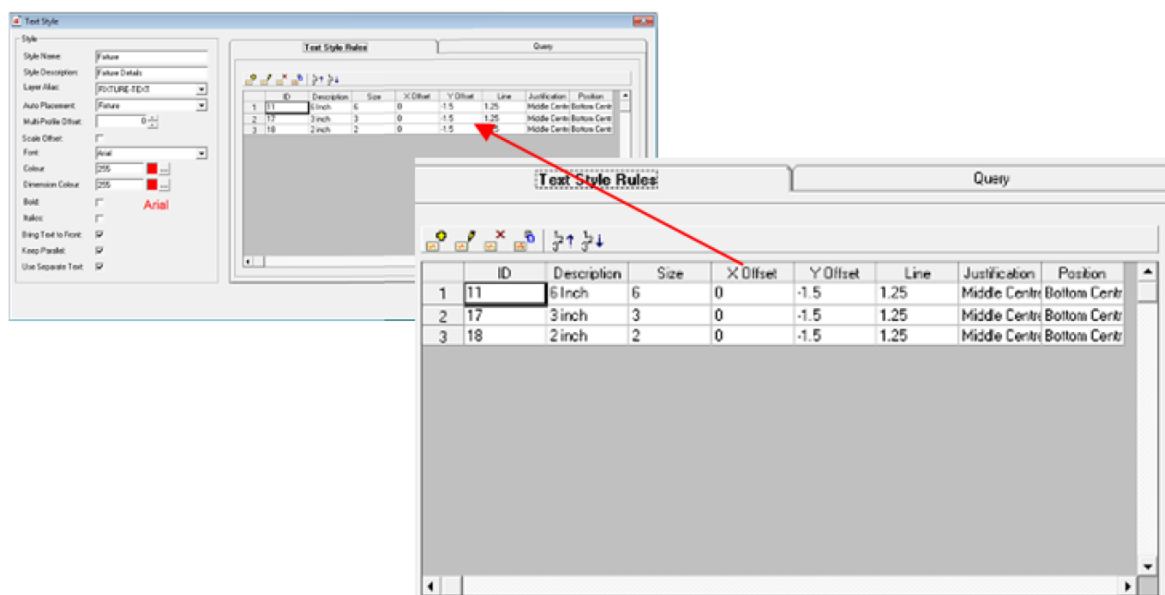 Text Style
Style
Style Name: Fixture
Style Description: Fixture Details
Layer Alias: FIXTURE-TEXT
Auto Placement: Fixture
Multi-Profile Offset: 0
Scale Offset:
Font: Arial
Colour 255
Dimension Colour 255
Bold:
Arial
Italics:
Bring Text to Front:
Keep Parallel:
Use Separate Text:
Text Style Rules Query
ID Description Size X Offset Y Offset Line Justification Position
1 11 6 Inch 6 0 -1.5 1.25 Middle Centr Bottom Centr
2 17 3 inch 3 0 -1.5 1.25 Middle Centr Bottom Centr
3 18 2 inch 2 0 -1.5 1.25 Middle Centr Bottom Centr
Text Style Rules Query
ID Description Size X Offset Y Offset Line Justification Position
1 11 6 Inch 6 0 -1.5 1.25 Middle Centre Bottom Centr
2 17 3 inch 3 0 -1.5 1.25 Middle Centre Bottom Centr
3 18 2 inch 2 0 -1.5 1.25 Middle Centre Bottom Centr